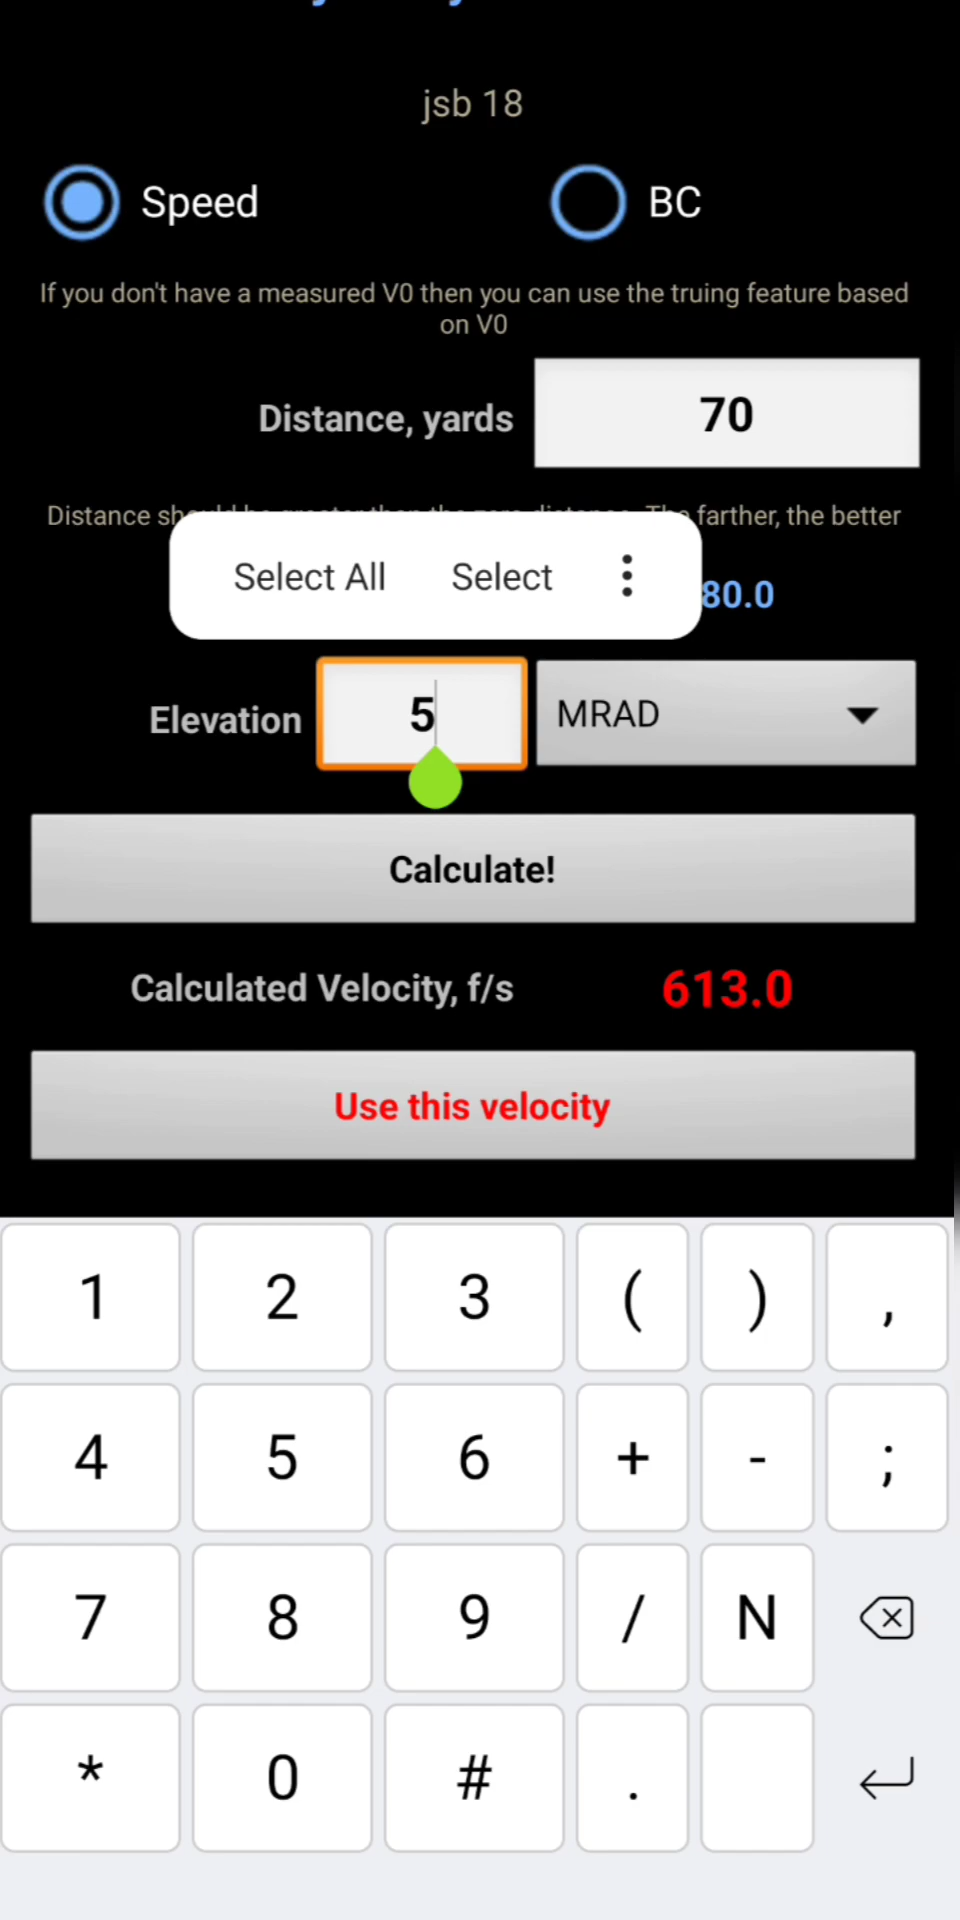 jsb 18
Speed
BC
If you don't have a measured V0 then you can use the truing feature based
on V0
Distance, yards
70
Distance farther, the better
Select All
Select
80.0
Elevation
5
MRAD
Calculate!
Calculated Velocity, f/s
613.0
Use this velocity
1 2 3 ( ) ,
4 5 6 + - ;
7 8 9 / N
* 0 # .